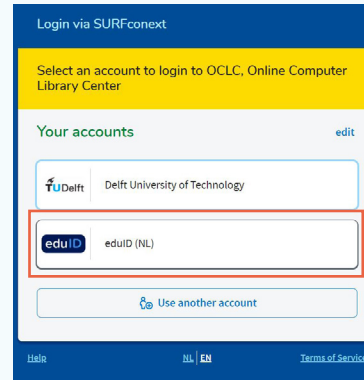 Login via SURFconext
Select an account to login to OCLC, Online Computer
Library Center
Your accounts
edit
TUDelft
Delft University of Technology
eduID
eduID (NL)
Use another account
Help
NL | EN
Terms of Service